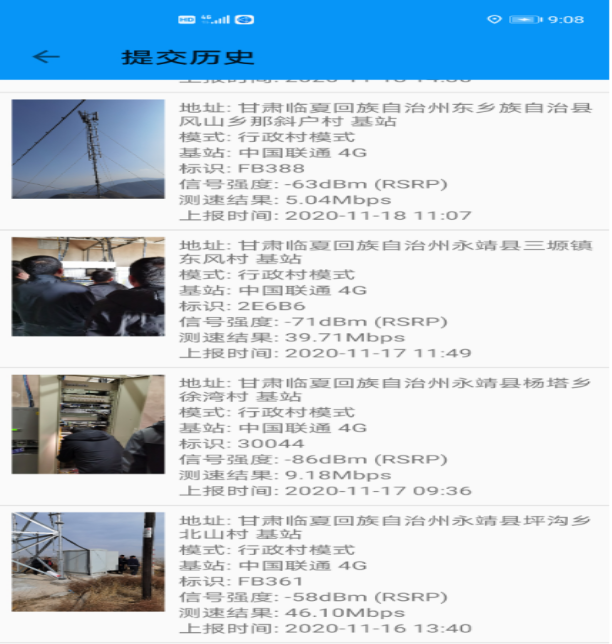 HD 4G 9:08
提交历史
上报时间: 2020-11-18 14:00
地址: 甘肃临夏回族自治州东乡族自治县
风山乡那斜户村 基站
模式: 行政村模式
基站: 中国联通 4G
标识: FB388
信号强度: -63dBm (RSRP)
测速结果: 5.04Mbps
上报时间: 2020-11-18 11:07
地址: 甘肃临夏回族自治州永靖县三塬镇
东风村 基站
模式: 行政村模式
基站: 中国联通 4G
标识: 2E6B6
信号强度: -71dBm (RSRP)
测速结果: 39.71Mbps
上报时间: 2020-11-17 11:49
地址: 甘肃临夏回族自治州永靖县杨塔乡
徐湾村 基站
模式: 行政村模式
基站: 中国联通 4G
标识: 30044
信号强度: -86dBm (RSRP)
测速结果: 9.18Mbps
上报时间: 2020-11-17 09:36
地址: 甘肃临夏回族自治州永靖县坪沟乡
北山村 基站
模式: 行政村模式
基站: 中国联通 4G
标识: FB361
信号强度: -58dBm (RSRP)
测速结果: 46.10Mbps
上报时间: 2020-11-16 13:40